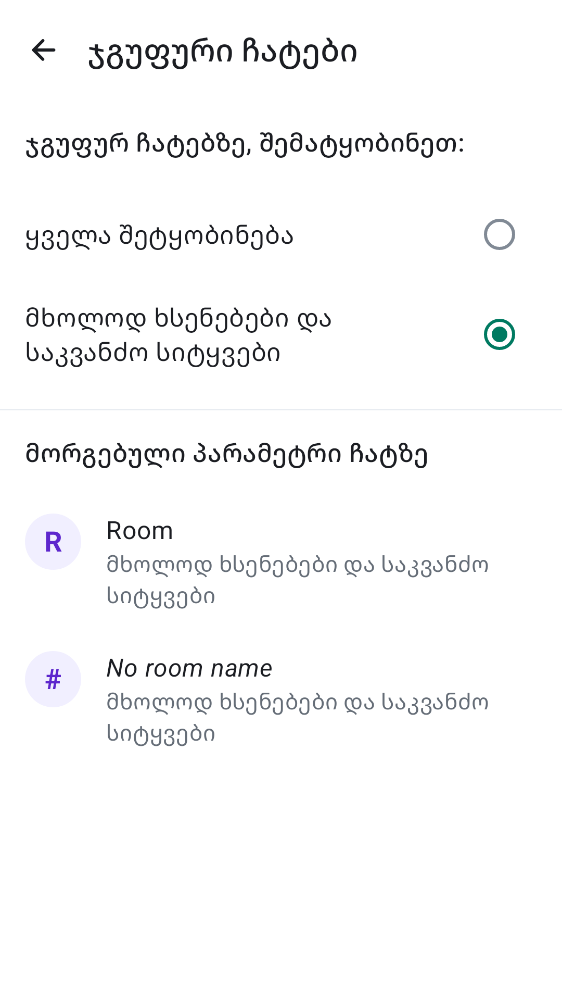 ჯგუფური ჩატები
ჯგუფურ ჩატებზე, შემატყობინეთ:
ყველა შეტყობინება
მხოლოდ ხსენებები და
საკვანძო სიტყვები
მორგებული პარამეტრი ჩატზე
R
Room
მხოლოდ ხსენებები და საკვანძო
სიტყვები
#
No room name
მხოლოდ ხსენებები და საკვანძო
სიტყვები